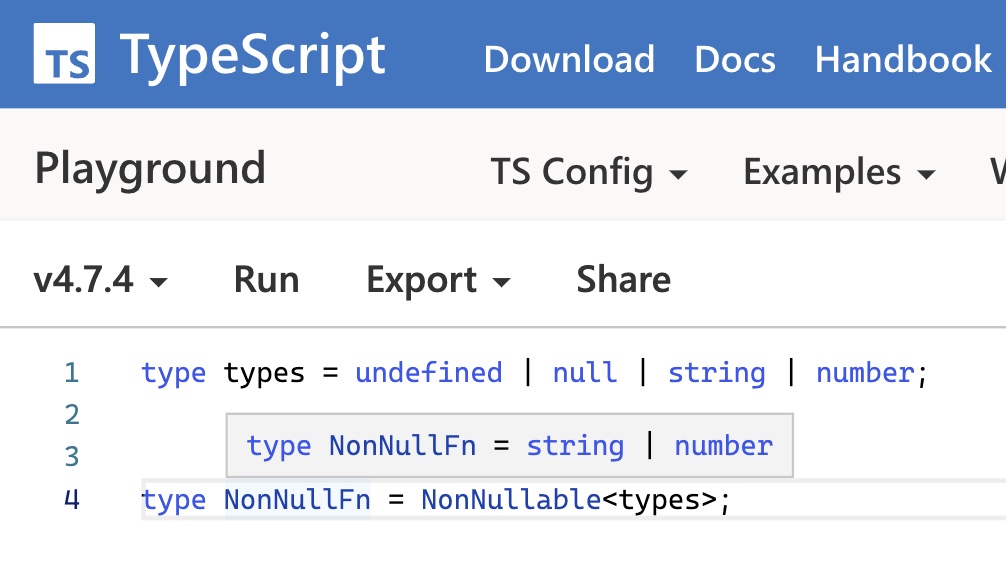 TS TypeScript Download Docs Handbook
Playground TS Config Examples
v4.7.4 Run Export Share
1 type types = undefined | null | string | number;
2
type NonNullFn = string | number
3
4 type NonNullFn = NonNullable<types>;